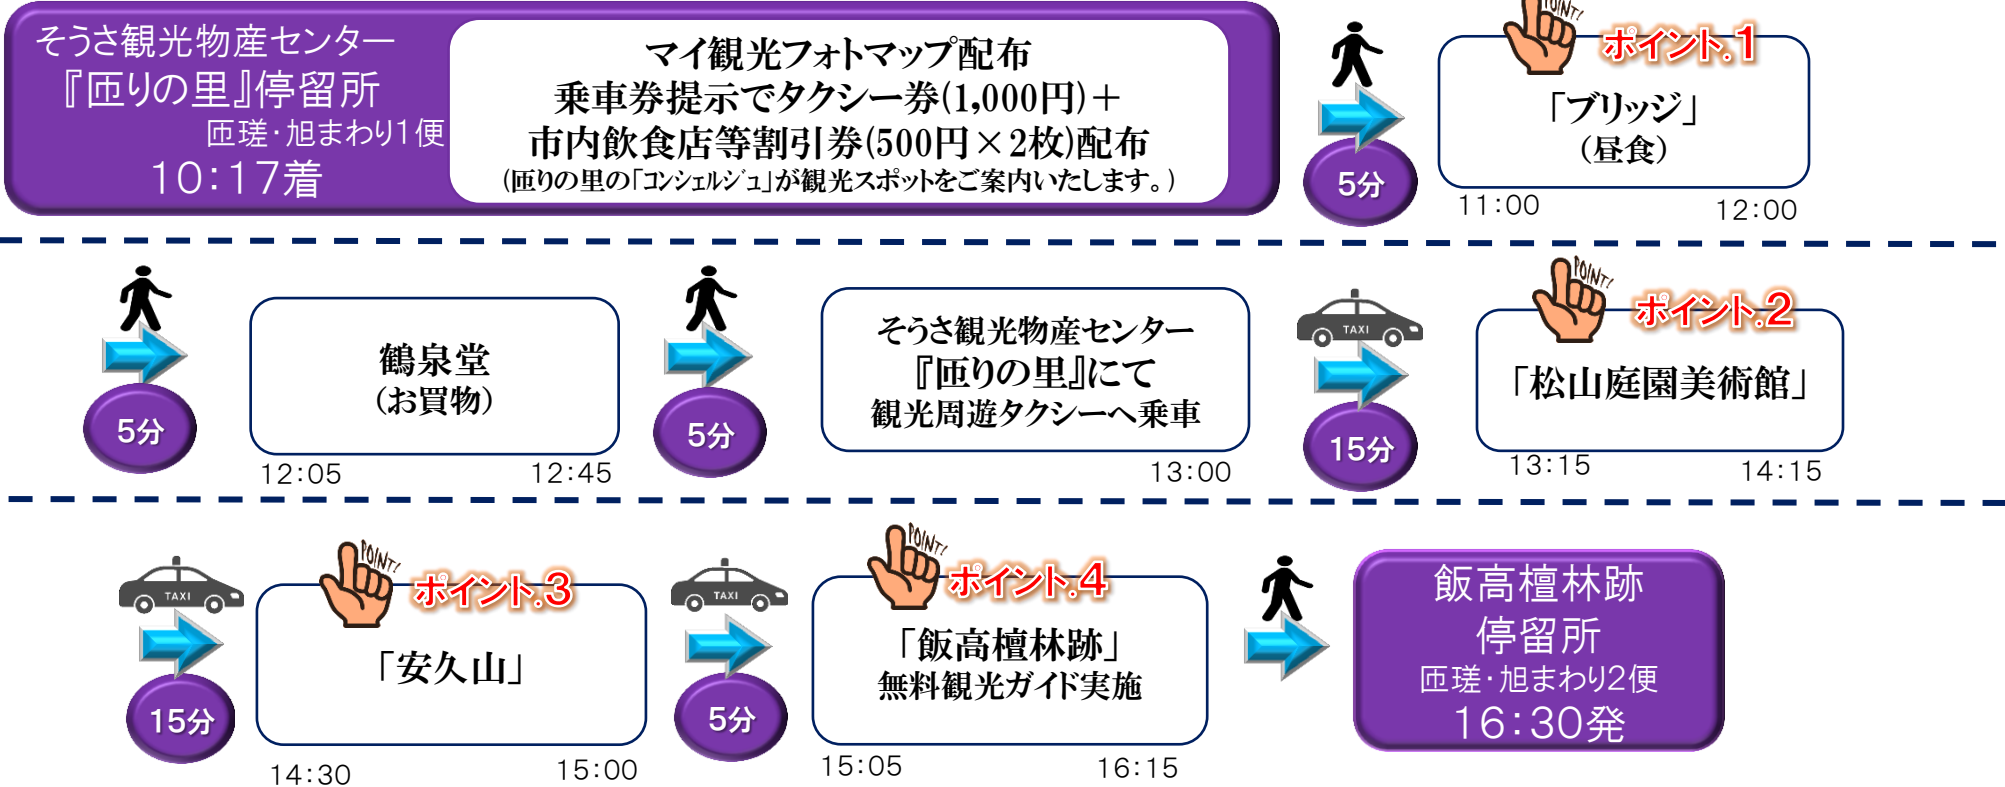 そうさ観光物産センター
『匝りの里』停留所
匝瑳・旭まわり1便
10：17着
マイ観光フォトマップ配布
乗車券提示でタクシー券(1,000円)＋
市内飲食店等割引券(500円×2枚)配布
(匝りの里の「コンシェルジュ」が観光スポットをご案内いたします。)
5分
POINT!
ポイント.1
「ブリッジ」
(昼食)
11：00
12：00
5分
鶴泉堂
(お買物)
12：05
12：45
5分
そうさ観光物産センター
『匝りの里』にて
観光周遊タクシーへ乗車
13：00
TAXI
15分
POINT!
ポイント.2
「松山庭園美術館」
13：15
14：15
TAXI
15分
POINT!
ポイント.3
「安久山」
14：30
15：00
TAXI
5分
POINT!
ポイント.4
「飯高檀林跡」
無料観光ガイド実施
15：05
16：15
飯高檀林跡
停留所
匝瑳・旭まわり2便
16：30発